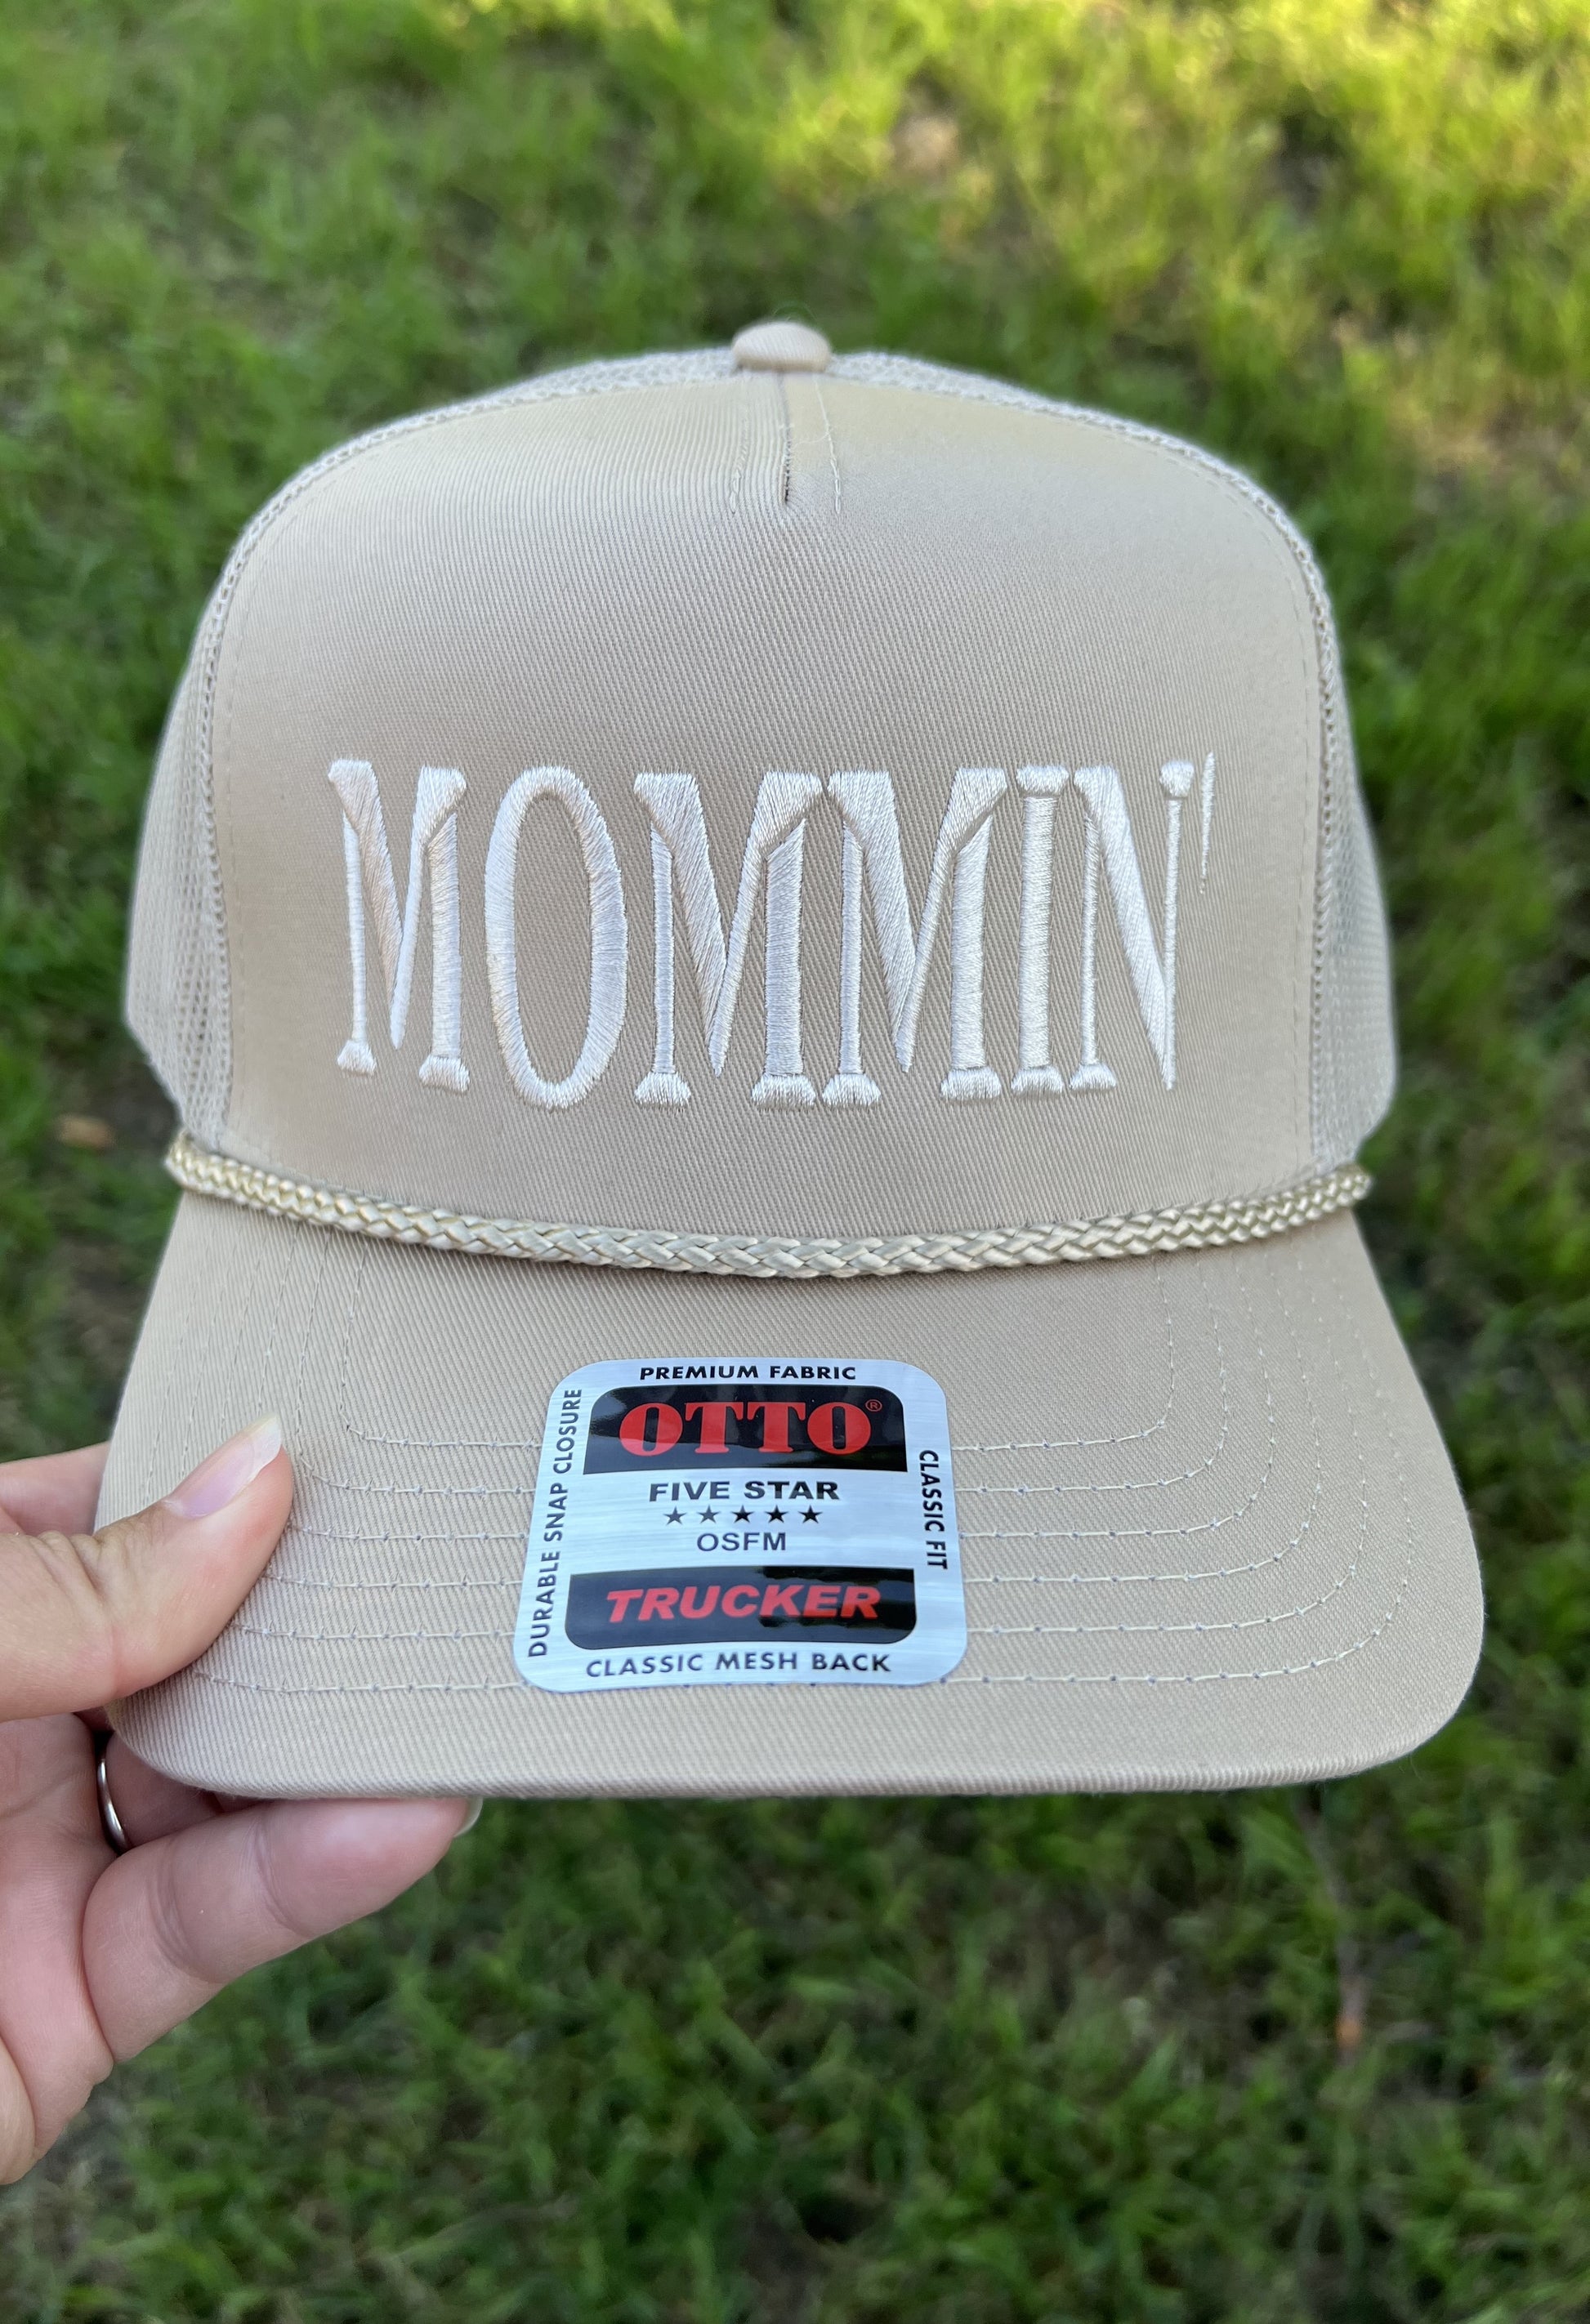 MOMMIN'
PREMIUM FABRIC
DURABLE SNAP CLOSURE
OTTO®
FIVE STAR
★★★★★
OSFM
TRUCKER
CLASSIC FIT
CLASSIC MESH BACK